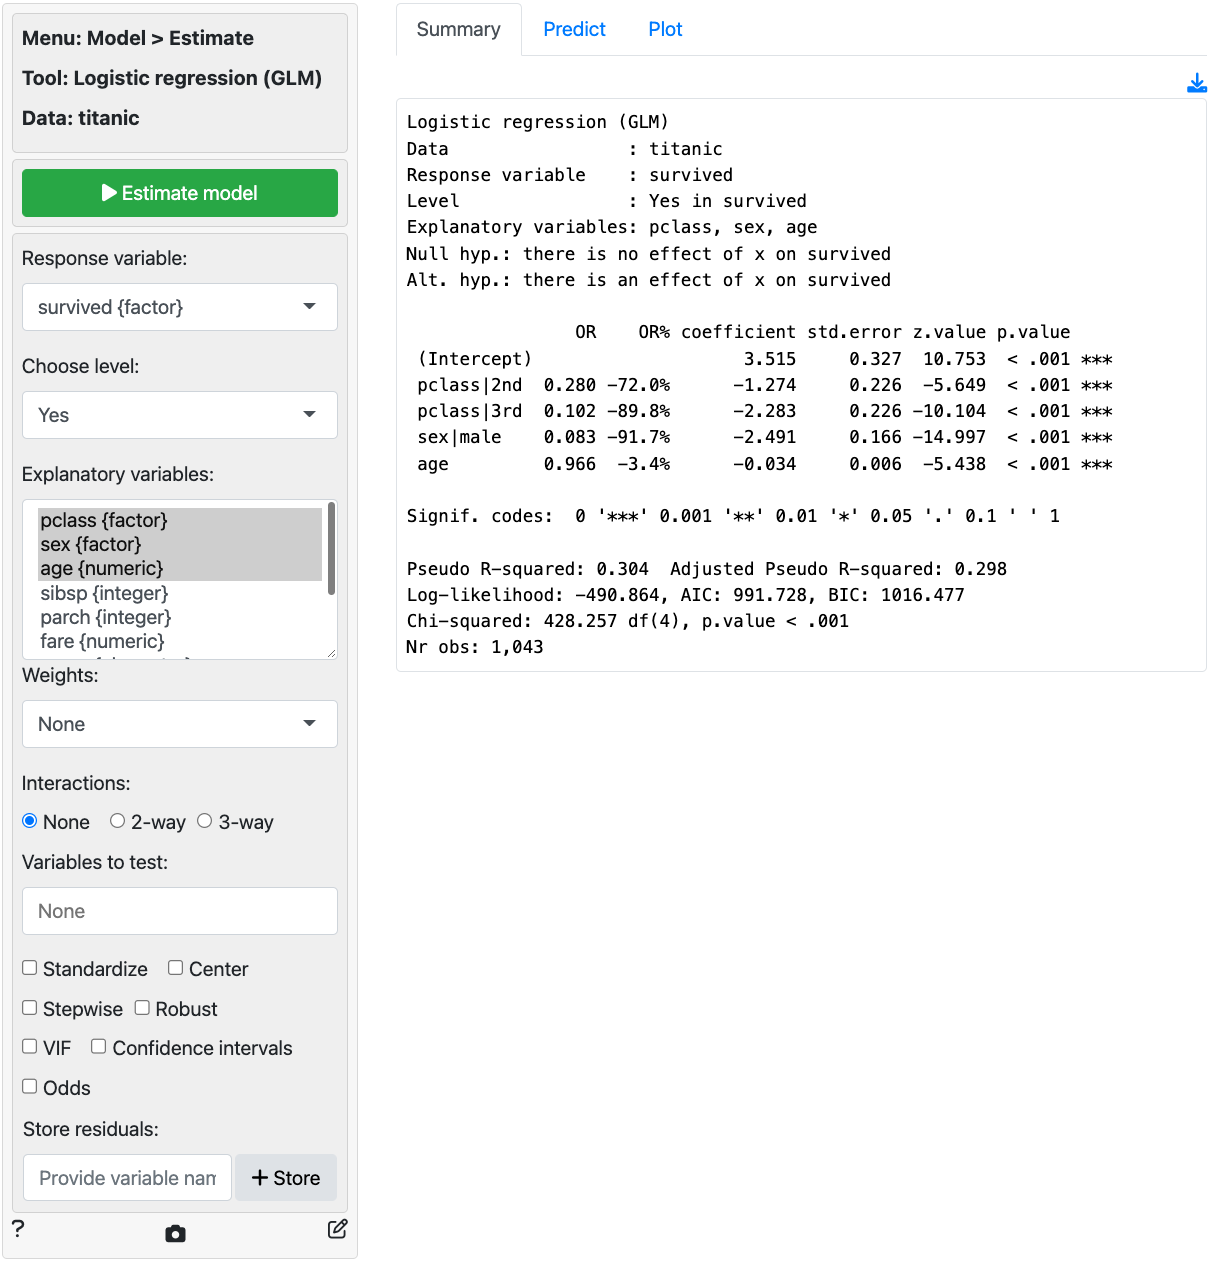 Menu: Model > Estimate
Tool: Logistic regression (GLM)
Data: titanic
Estimate model
Response variable:
survived {factor}
Choose level:
Yes
Explanatory variables:
pclass {factor}
sex {factor}
age {numeric}
sibsp {integer}
parch {integer}
fare {numeric}
Weights:
None
Interactions:
None 2-way 3-way
Variables to test:
None
Standardize Center
Stepwise Robust
VIF Confidence intervals
Odds
Store residuals:
Provide variable nam + Store
?
Summary Predict Plot
Logistic regression (GLM)
Data                 : titanic
Response variable    : survived
Level                : Yes in survived
Explanatory variables: pclass, sex, age
Null hyp.: there is no effect of x on survived
Alt. hyp.: there is an effect of x on survived
                OR    OR% coefficient std.error z.value p.value
 (Intercept)                    3.515     0.327  10.753  < .001 ***
 pclass|2nd  0.280 -72.0%      -1.274     0.226  -5.649  < .001 ***
 pclass|3rd  0.102 -89.8%      -2.283     0.226 -10.104  < .001 ***
 sex|male    0.083 -91.7%      -2.491     0.166 -14.997  < .001 ***
 age         0.966  -3.4%      -0.034     0.006  -5.438  < .001 ***
Signif. codes:  0 '***' 0.001 '**' 0.01 '*' 0.05 '.' 0.1 ' ' 1
Pseudo R-squared: 0.304  Adjusted Pseudo R-squared: 0.298
Log-likelihood: -490.864, AIC: 991.728, BIC: 1016.477
Chi-squared: 428.257 df(4), p.value < .001
Nr obs: 1,043